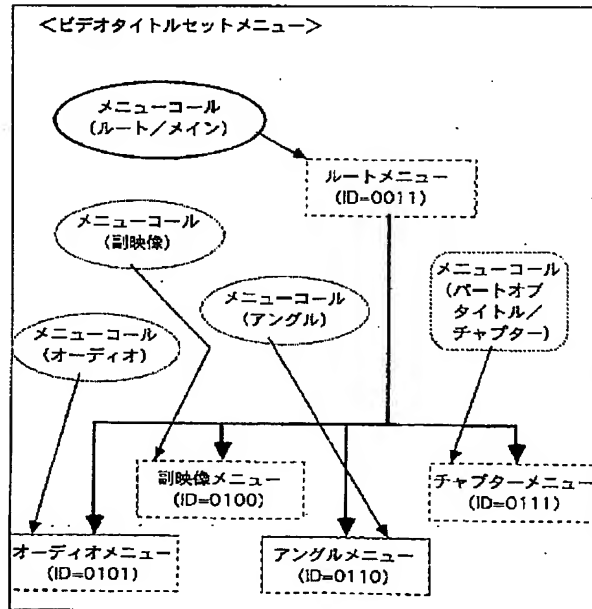 ＜ビデオタイトルセットメニュー＞
メニューコール
(ルート／メイン)
ルートメニュー
(ID=0011)
メニューコール
(副映像)
メニューコール
(アングル)
メニューコール
(パートオブ
タイトル／
チャプター)
メニューコール
(オーディオ)
副映像メニュー
(ID=0100)
チャプターメニュー
(ID=0111)
オーディオメニュー
(ID=0101)
アングルメニュー
(ID=0110)